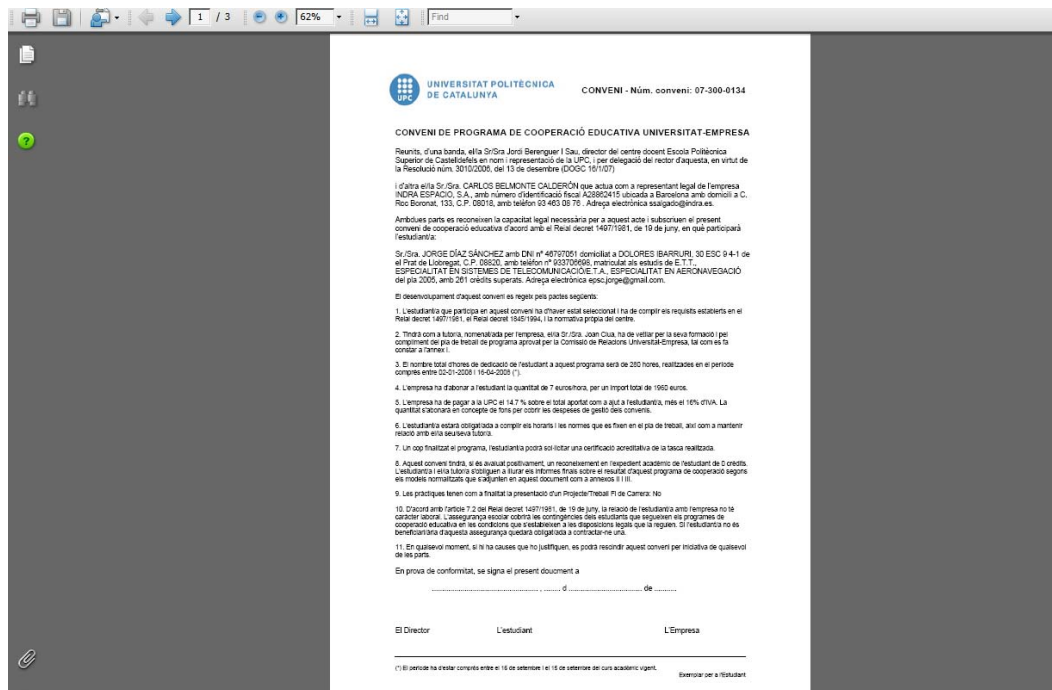 1 / 3 62% Find
UNIVERSITAT POLITÈCNICA
DE CATALUNYA
UPC
CONVENI - Núm. conveni: 07-300-0134
CONVENI DE PROGRAMA DE COOPERACIÓ EDUCATIVA UNIVERSITAT-EMPRESA
Reunits, d'una banda, el/la Sr/Sra Jordi Berenguer I Sau, director del centre docent Escola Politècnica
Superior de Castelldefels en nom i representació de la UPC, i per delegació del rector d'aquesta, en virtut de
la Resolució núm. 3010/2006, del 13 de desembre (DOGC 16/1/07)
i d'altra el/la Sr./Sra. CARLOS BELMONTE CALDERÓN que actua com a representant legal de l'empresa
INDRA ESPACIO, S.A., amb número d'identificació fiscal A28862415 ubicada a Barcelona amb domicili a C.
Roc Boronat, 133, C.P. 08018, amb telèfon 93 463 08 76 . Adreça electrònica ssalgado@indra.es.
Ambdues parts es reconeixen la capacitat legal necessària per a aquest acte i subscriuen el present
conveni de cooperació educativa d'acord amb el Reial decret 1497/1981, de 19 de juny, en què participarà
l'estudiant/a:
Sr./Sra. JORGE DÍAZ SÁNCHEZ amb DNI nº 46797051 domiciliat a DOLORES IBARRURI, 30 ESC 9 4-1 de
el Prat de Llobregat, C.P. 08820, amb telèfon nº 933706698, matriculat als estudis de E.T.T.,
ESPECIALITAT EN SISTEMES DE TELECOMUNICACIÓ/E.T.A., ESPECIALITAT EN AERONAVEGACIÓ
del pla 2005, amb 261 crèdits superats. Adreça electrònica epsc.jorge@gmail.com.
El desenvolupament d'aquest conveni es regeix pels pactes següents:
1. L'estudiant/a que participa en aquest conveni ha d'haver estat seleccionat i ha de complir els requisits establerts en el
Reial decret 1497/1981, el Reial decret 1845/1994, i la normativa pròpia del centre.
2. Tindrà com a tutor/a, nomenat/ada per l'empresa, el/la Sr./Sra. Joan Clua, ha de vetllar per la seva formació i pel
compliment del pla de treball de programa aprovat per la Comissió de Relacions Universitat-Empresa, tal com es fa
constar a l'annex I.
3. El nombre total d'hores de dedicació de l'estudiant a aquest programa serà de 280 hores, realitzades en el període
comprès entre 02-01-2008 i 16-04-2008 (*).
4. L'empresa ha d'abonar a l'estudiant la quantitat de 7 euros/hora, per un import total de 1960 euros.
5. L'empresa ha de pagar a la UPC el 14.7 % sobre el total aportat com a ajut a l'estudiant/a, més el 16% d'IVA. La
quantitat s'abonarà en concepte de fons per cobrir les despeses de gestió dels convenis.
6. L'estudiant/a estarà obligat/ada a complir els horaris i les normes que es fixen en el pla de treball, així com a mantenir
relació amb el/la seu/seva tutor/a.
7. Un cop finalitzat el programa, l'estudiant/a podrà sol·licitar una certificació acreditativa de la tasca realitzada.
8. Aquest conveni tindrà, si és avaluat positivament, un reconeixement en l'expedient acadèmic de l'estudiant de 0 crèdits.
L'estudiant/a i el/la tutor/a s'obliguen a lliurar els informes finals sobre el resultat d'aquest programa de cooperació segons
els models normalitzats que s'adjunten en aquest document com a annexos II i III.
9. Les pràctiques tenen com a finalitat la presentació d'un Projecte/Treball Fi de Carrera: No
10. D'acord amb l'article 7.2 del Reial decret 1497/1981, de 19 de juny, la relació de l'estudiant/a amb l'empresa no té
caràcter laboral. L'assegurança escolar cobrirà les contingències dels estudiants que segueixen els programes de
cooperació educativa en les condicions que s'estableixen a les disposicions legals que la regulen. Si l'estudiant/a no és
beneficiari/ària d'aquesta assegurança quedarà obligat/ada a contractar-ne una.
11. En qualsevol moment, si hi ha causes que ho justifiquen, es podrà rescindir aquest conveni per iniciativa de qualsevol
de les parts.
En prova de conformitat, se signa el present doucment a
................................................ , ........ d ................................. de ..........
El Director L'estudiant L'Empresa
(*) El període ha d'estar comprès entre el 16 de setembre i el 15 de setembre del curs acadèmic vigent.
Exemplar per a l'Estudiant